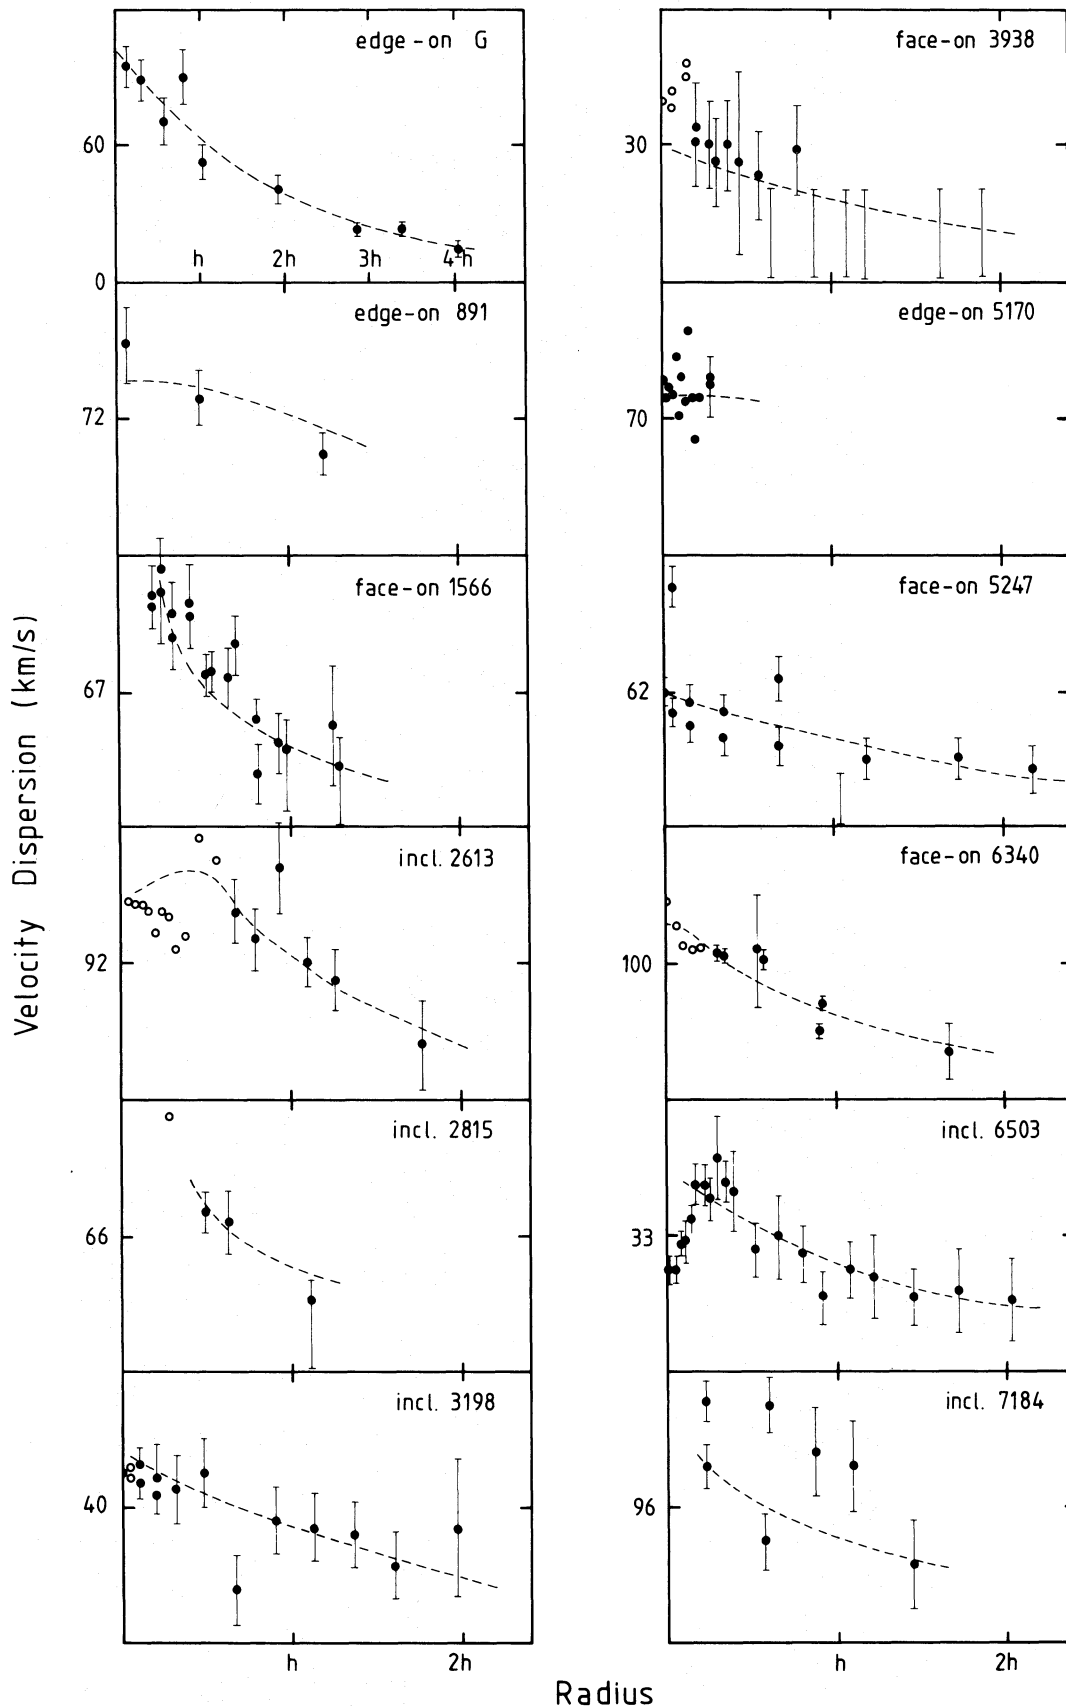 edge-on G
60
h 2h 3h 4h
0
face-on 3938
30
edge-on 891
72
edge-on 5170
70
face-on 1566
67
face-on 5247
62
incl. 2613
92
face-on 6340
100
incl. 2815
66
incl. 6503
33
incl. 3198
40
h 2h
incl. 7184
96
h 2h
Velocity Dispersion (km/s)
Radius